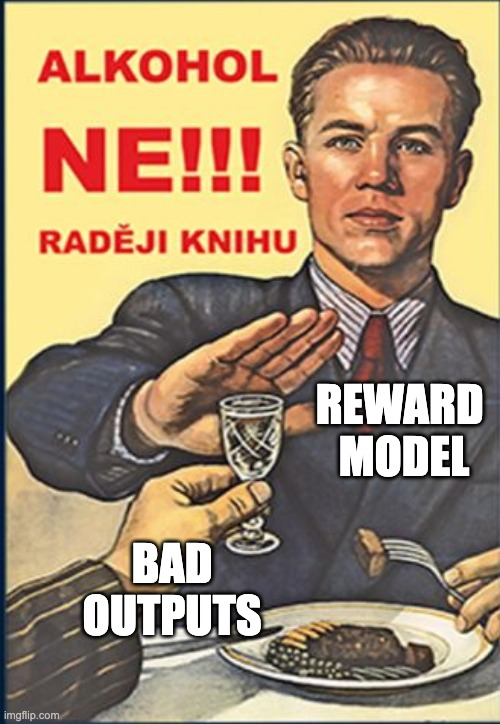 ALKOHOL
NE!!!
RADĚJI KNIHU
REWARD
MODEL
BAD
OUTPUTS
imgflip.com